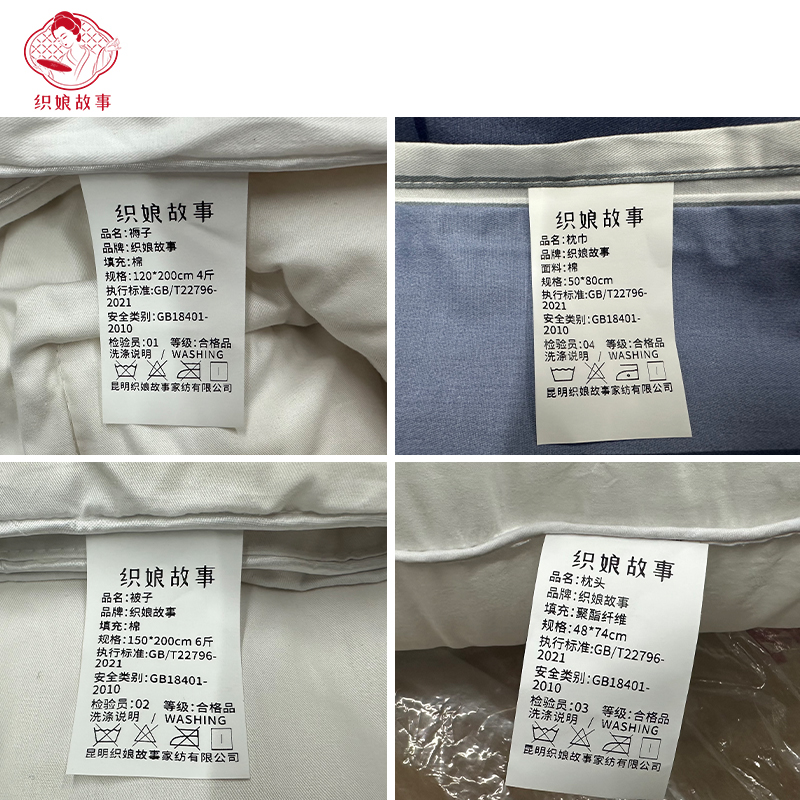 织娘故事
织娘故事
品名:褥子
品牌:织娘故事
填充:棉
规格:120*200cm 4斤
执行标准:GB/T22796-
2021
安全类别:GB18401-
2010
检验员:01 等级:合格品
洗涤说明 / WASHING
昆明织娘故事家纺有限公司
织娘故事
品名:枕巾
品牌:织娘故事
面料:棉
规格:50*80cm
执行标准:GB/T22796-
2021
安全类别:GB18401-
2010
检验员:04 等级:合格品
洗涤说明 / WASHING
昆明织娘故事家纺有限公司
织娘故事
品名:被子
品牌:织娘故事
填充:棉
规格:150*200cm 6斤
执行标准:GB/T22796-
2021
安全类别:GB18401-
2010
检验员:02 等级:合格品
洗涤说明 / WASHING
昆明织娘故事家纺有限公司
织娘故事
品名:枕头
品牌:织娘故事
填充:聚酯纤维
规格:48*74cm
执行标准:GB/T22796-
2021
安全类别:GB18401-
2010
检验员:03 等级:合格品
洗涤说明 / WASHING
昆明织娘故事家纺有限公司